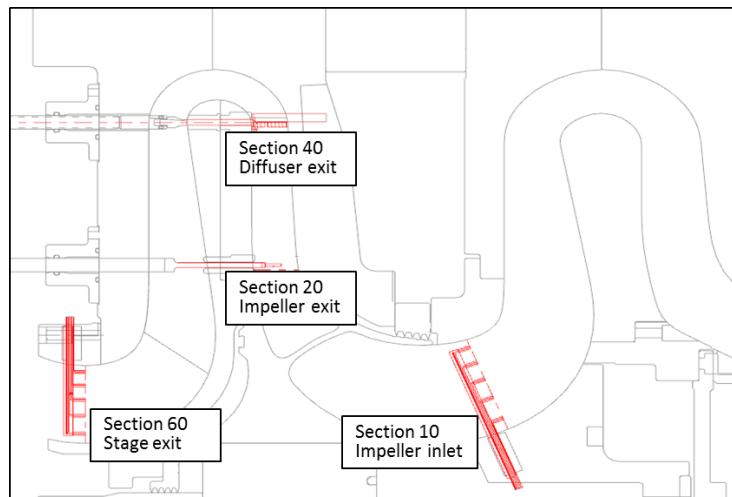 Section 40
Diffuser exit
Section 20
Impeller exit
Section 60
Stage exit
Section 10
Impeller inlet